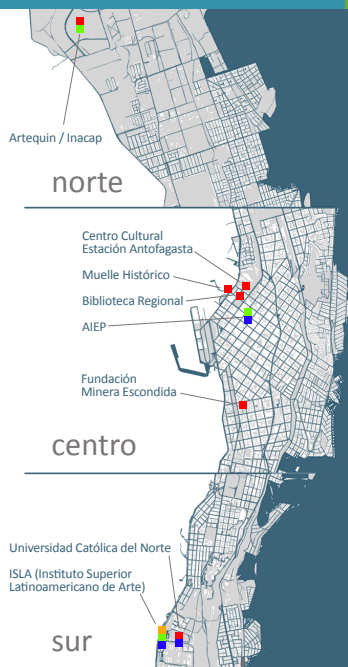 Artequin / Inacap
norte
Centro Cultural
Estación Antofagasta
Muelle Histórico
Biblioteca Regional
AIEP
Fundación
Minera Escondida
centro
Universidad Católica del Norte
ISLA (Instituto Superior
Latinoamericano de Arte)
sur